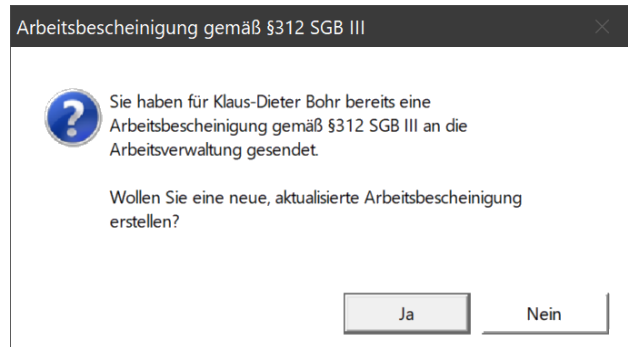 Arbeitsbescheinigung gemäß §312 SGB III
Sie haben für Klaus-Dieter Bohr bereits eine
Arbeitsbescheinigung gemäß §312 SGB III an die
Arbeitsverwaltung gesendet.
Wollen Sie eine neue, aktualisierte Arbeitsbescheinigung
erstellen?
Ja
Nein